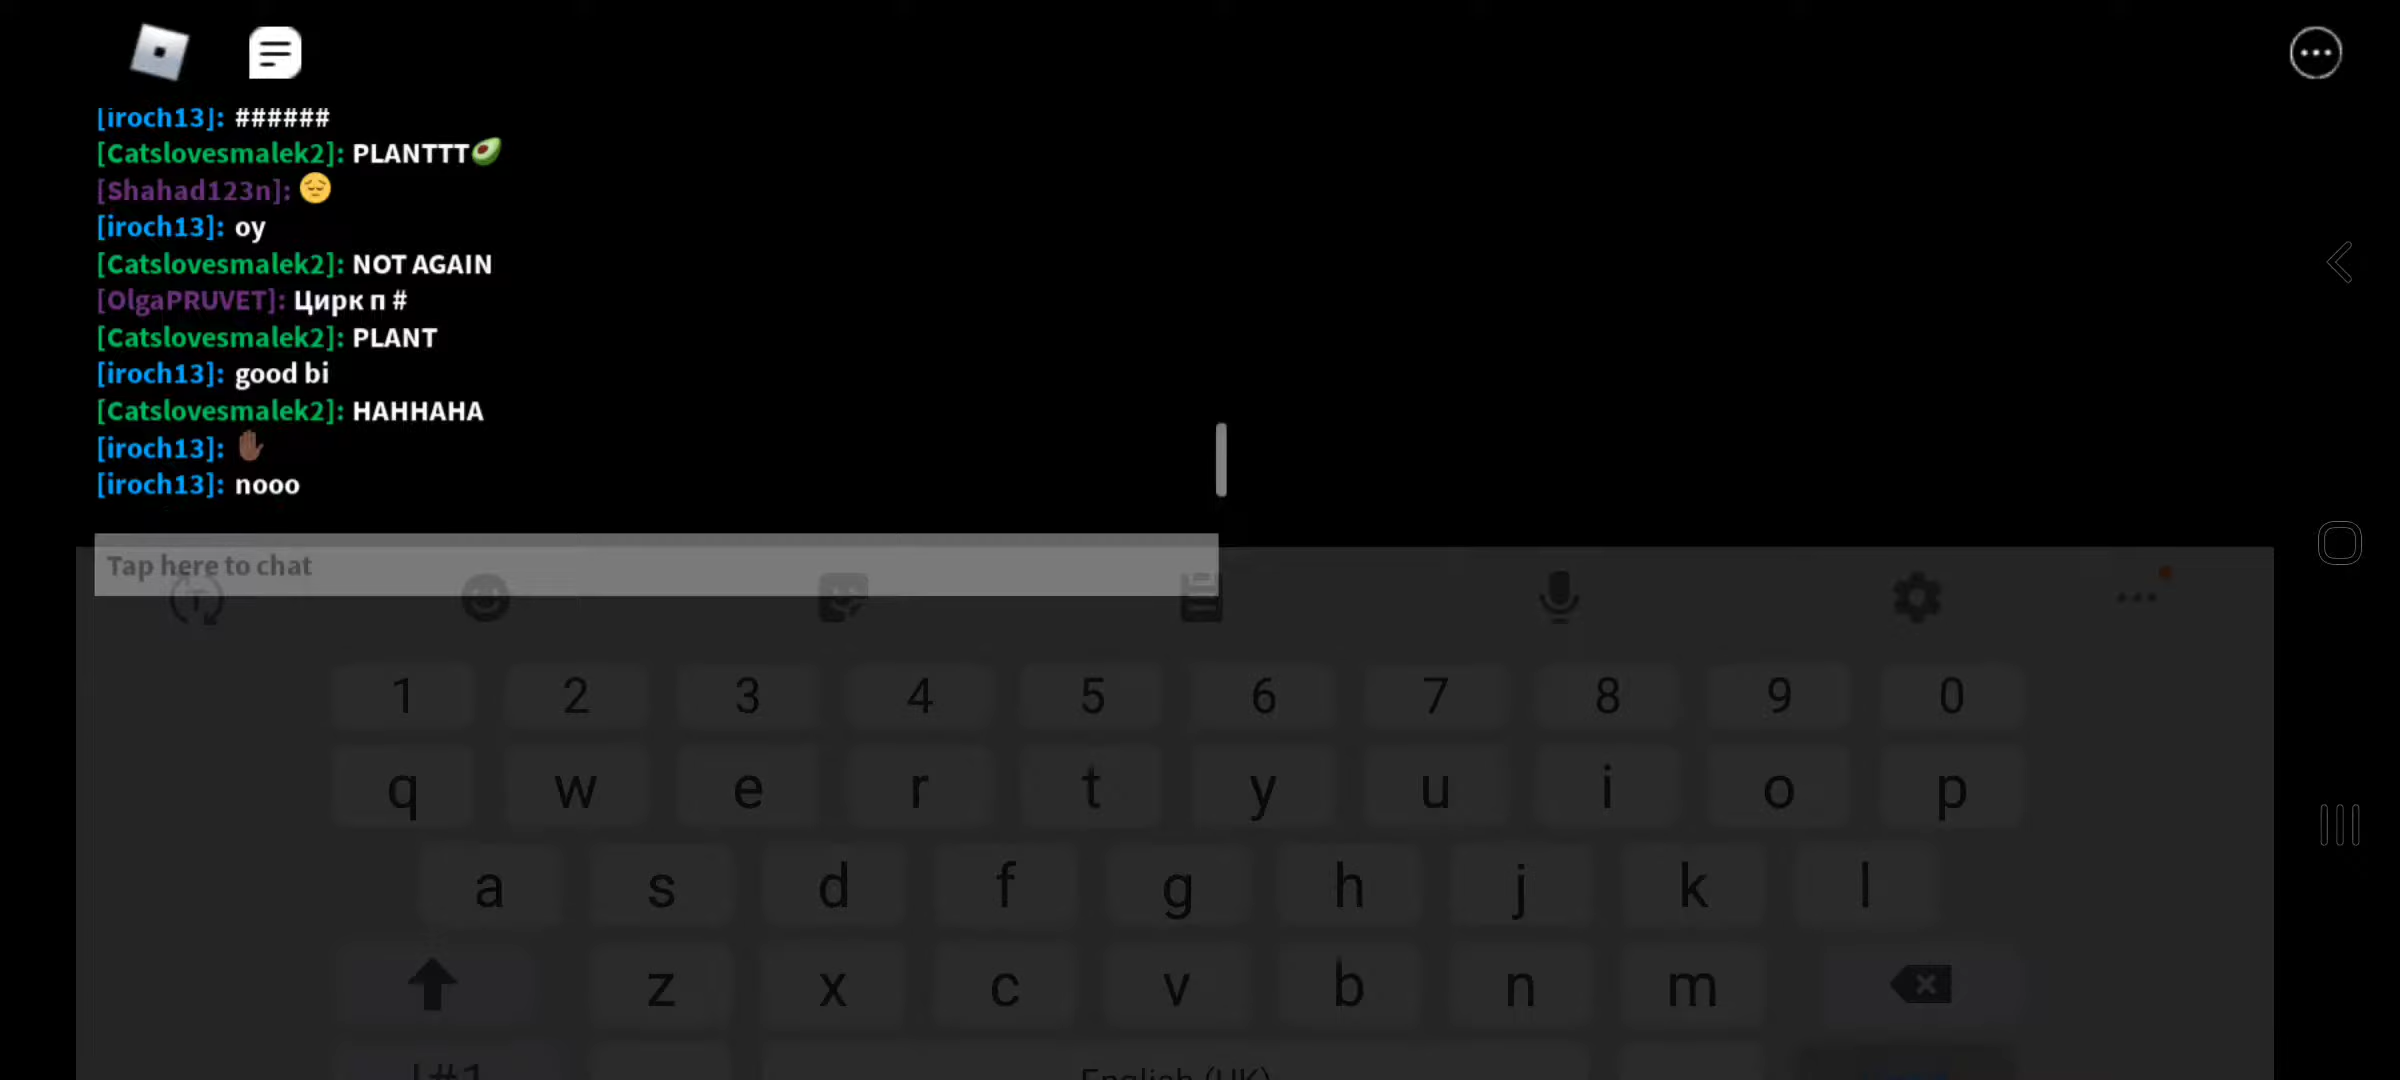 [iroch13]: ######
[Catslovesmalek2]: PLANTTT🥑
[Shahad123n]: 😔
[iroch13]: oy
[Catslovesmalek2]: NOT AGAIN
[OlgaPRUVET]: Цирк п #
[Catslovesmalek2]: PLANT
[iroch13]: good bi
[Catslovesmalek2]: HAHHAHA
[iroch13]: ✋🏾
[iroch13]: nooo
Tap here to chat
1 2 3 4 5 6 7 8 9 0
q w e r t y u i o p
a s d f g h j k l
z x c v b n m
!#1 English (UK)